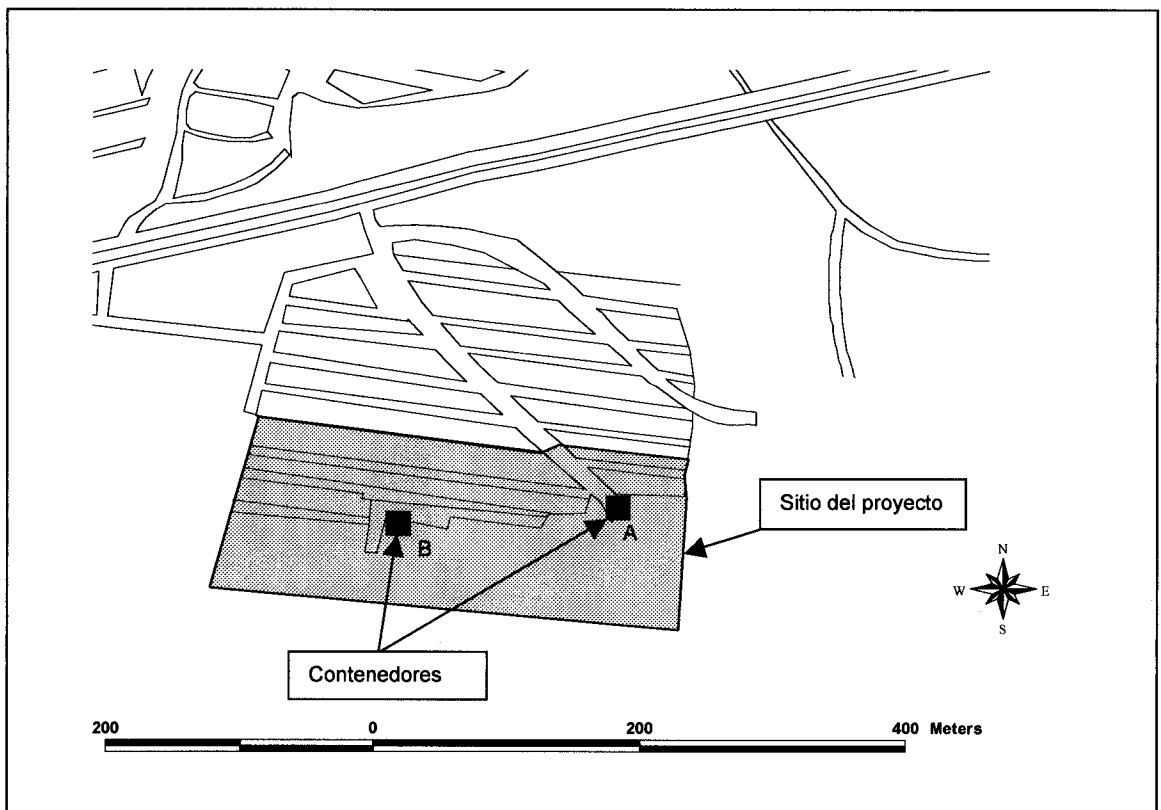 Sitio del proyecto
A
B
N
W E
S
Contenedores
200 0 200 400 Meters